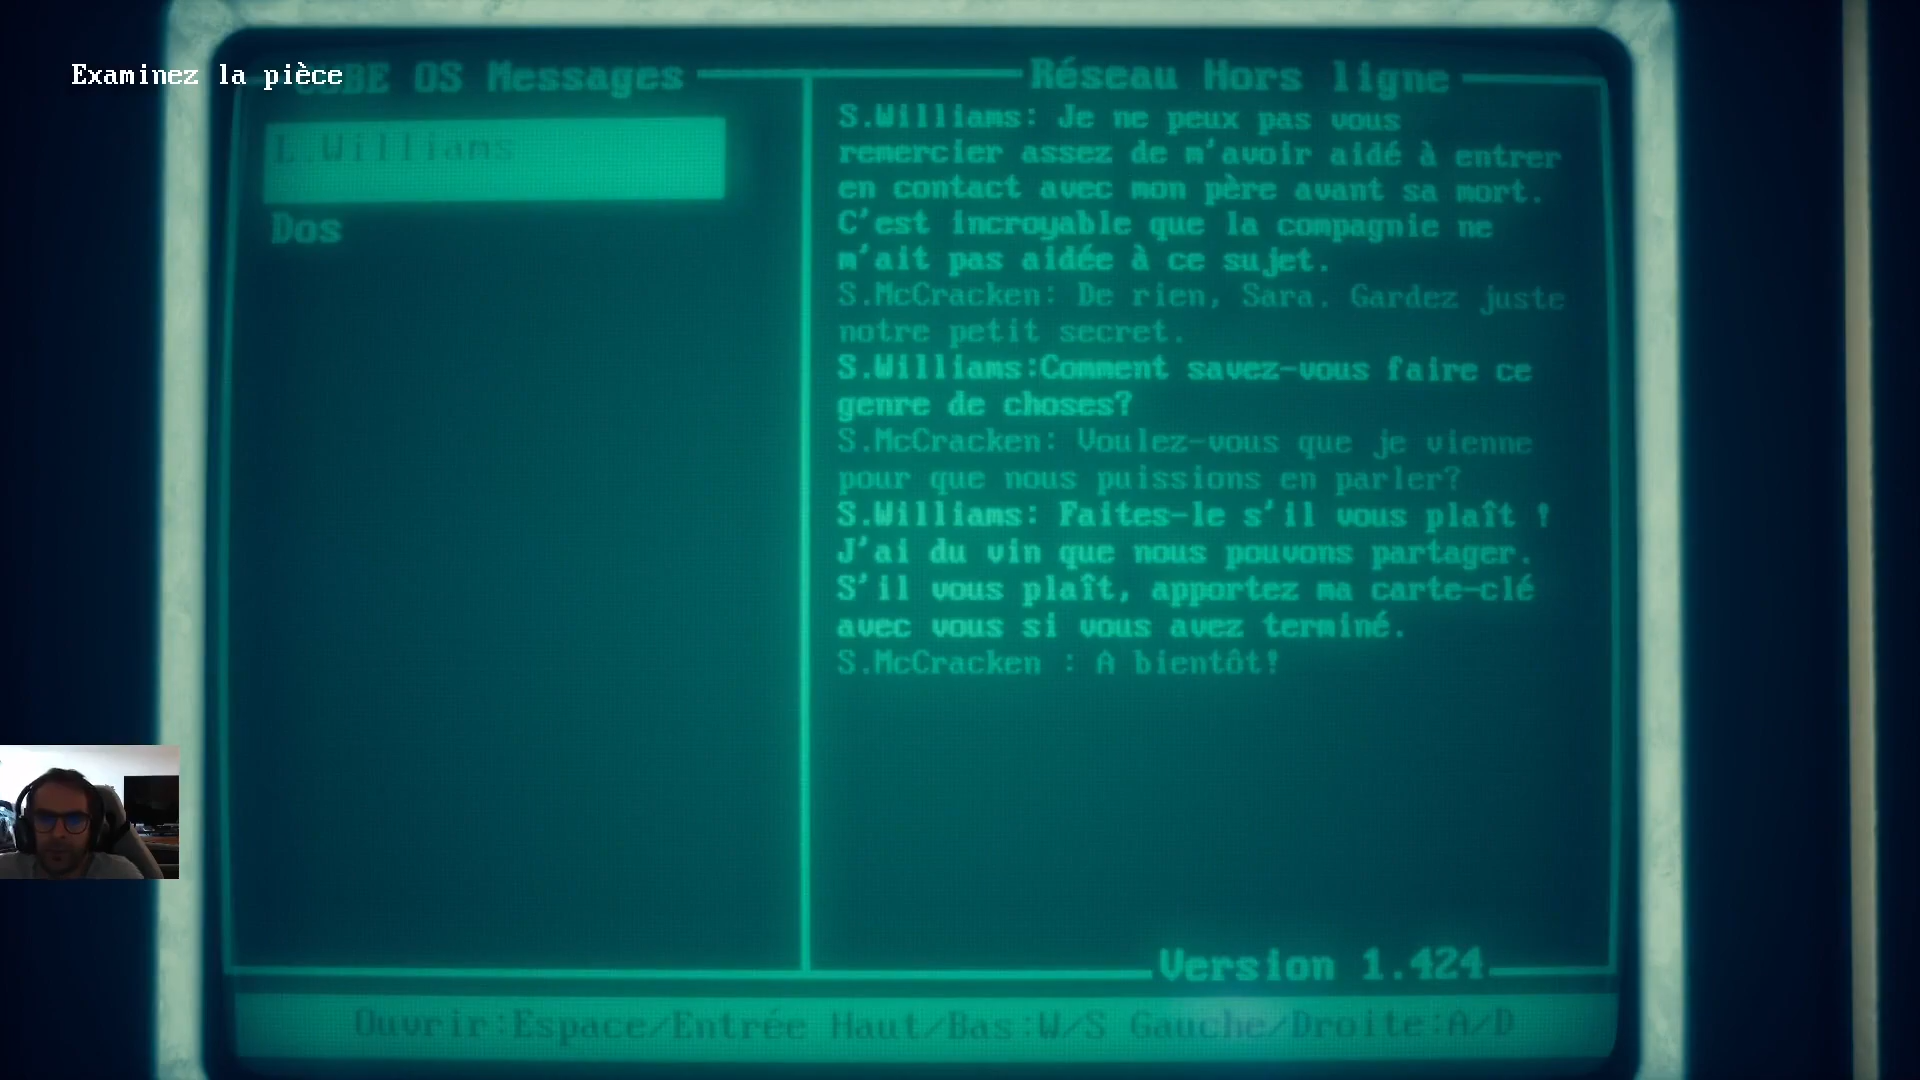 Examinez la pièce
BE OS Messages
Réseau Hors ligne
L.Williams
Dos
S.Williams: Je ne peux pas vous
remercier assez de m'avoir aidé à entrer
en contact avec mon père avant sa mort.
C'est incroyable que la compagnie ne
m'ait pas aidée à ce sujet.
S.McCracken: De rien, Sara. Gardez juste
notre petit secret.
S.Williams:Comment savez-vous faire ce
genre de choses?
S.McCracken: Voulez-vous que je vienne
pour que nous puissions en parler?
S.Williams: Faites-le s'il vous plaît !
J'ai du vin que nous pouvons partager.
S'il vous plaît, apportez ma carte-clé
avec vous si vous avez terminé.
S.McCracken : A bientôt!
Version 1.424
Ouvrir:Espace/Entrée Haut/Bas:W/S Gauche/Droite:A/D